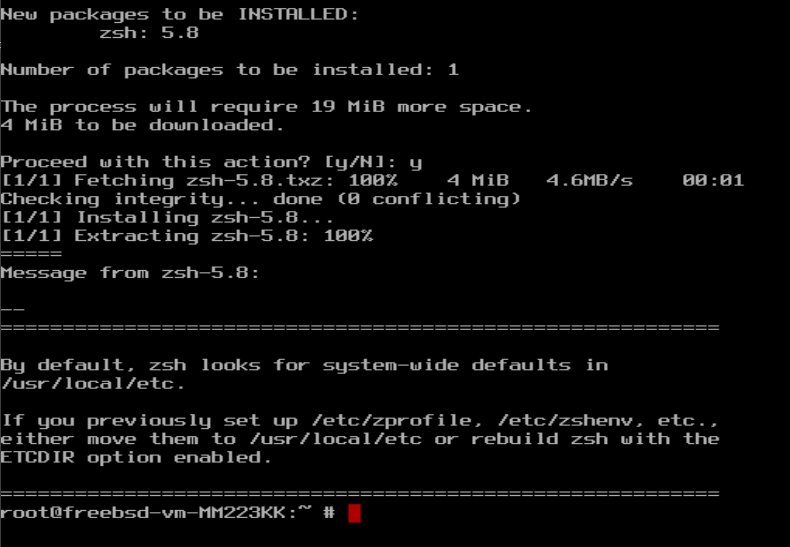 New packages to be INSTALLED:
        zsh: 5.8

Number of packages to be installed: 1

The process will require 19 MiB more space.
4 MiB to be downloaded.

Proceed with this action? [y/N]: y
[1/1] Fetching zsh-5.8.txz: 100%    4 MiB   4.6MB/s    00:01
Checking integrity... done (0 conflicting)
[1/1] Installing zsh-5.8...
[1/1] Extracting zsh-5.8: 100%
=====
Message from zsh-5.8:

--
==========================================================

By default, zsh looks for system-wide defaults in
/usr/local/etc.

If you previously set up /etc/zprofile, /etc/zshenv, etc.,
either move them to /usr/local/etc or rebuild zsh with the
ETCDIR option enabled.

==========================================================
root@freebsd-vm-MM223KK:~ #